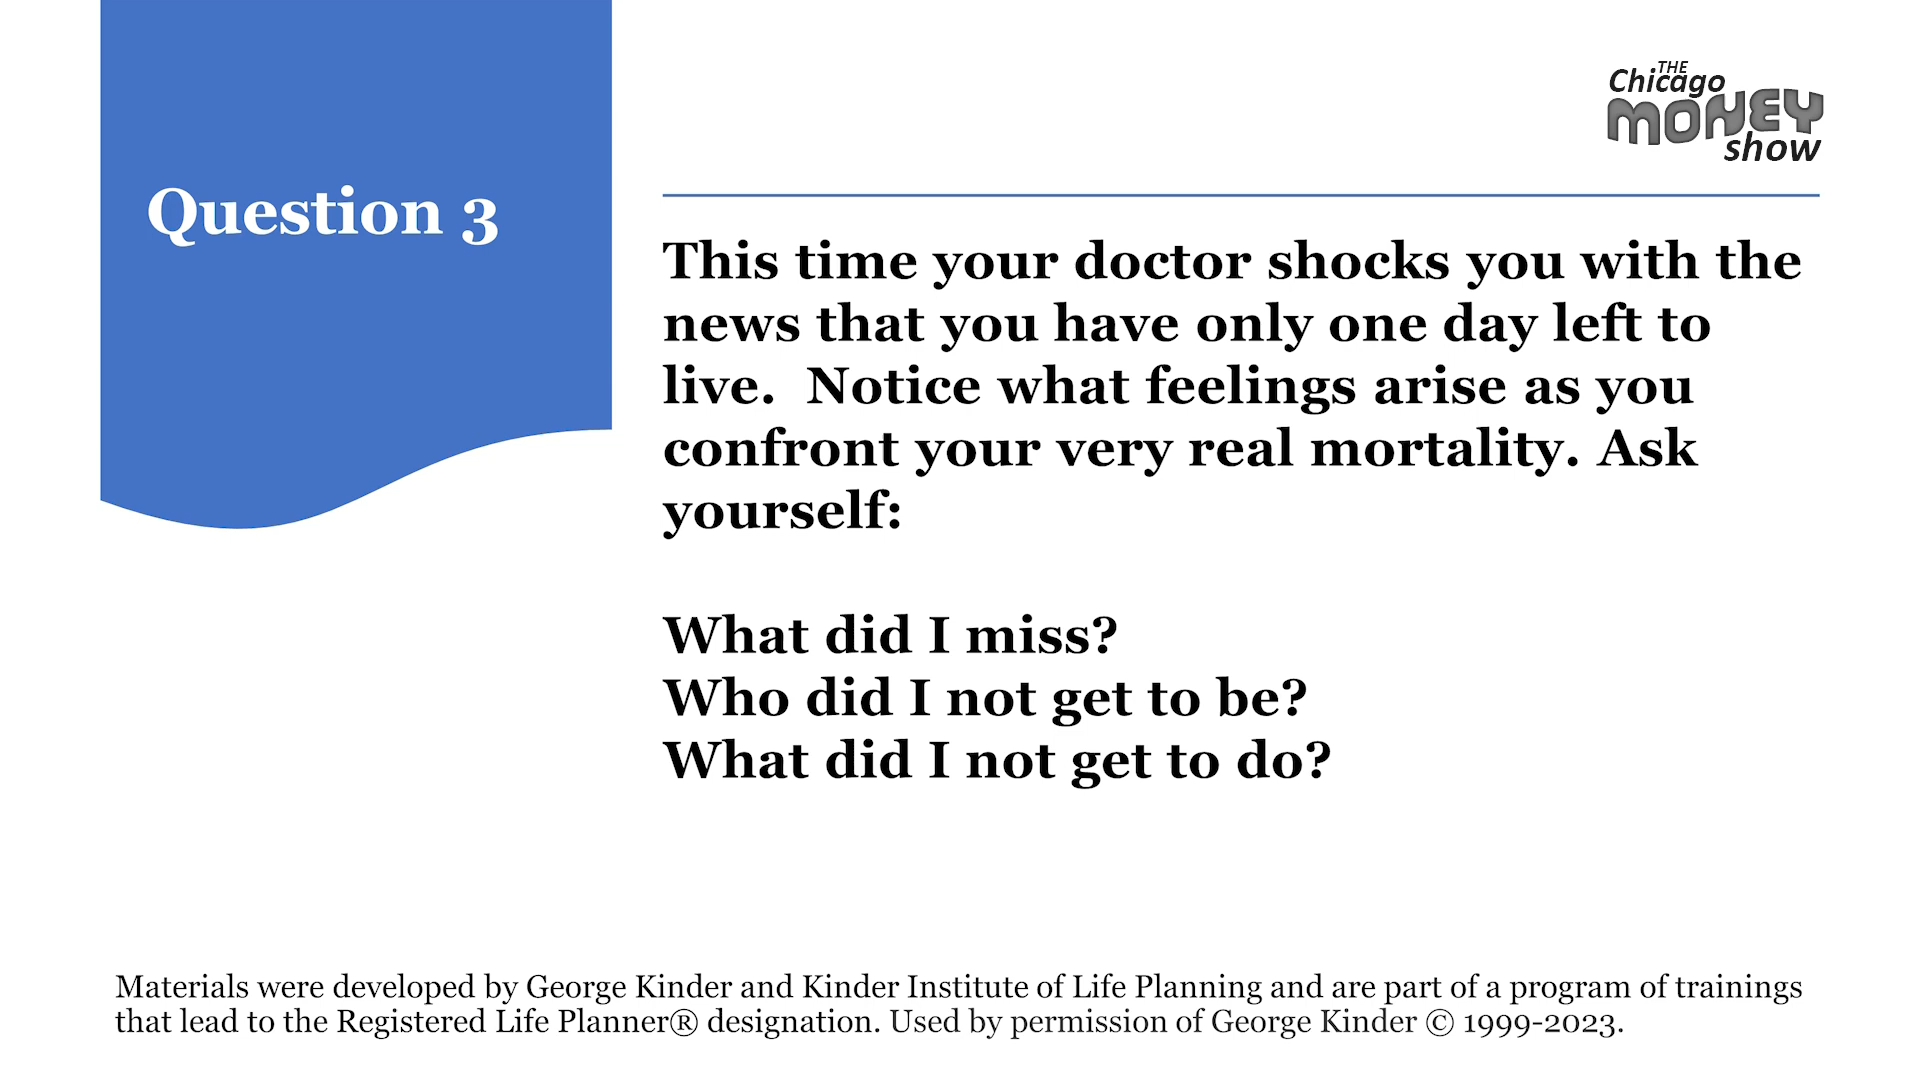 THE
Chicago
MONEY
show
Question 3
This time your doctor shocks you with the
news that you have only one day left to
live.  Notice what feelings arise as you
confront your very real mortality. Ask
yourself:
What did I miss?
Who did I not get to be?
What did I not get to do?
Materials were developed by George Kinder and Kinder Institute of Life Planning and are part of a program of trainings
that lead to the Registered Life Planner® designation. Used by permission of George Kinder © 1999-2023.